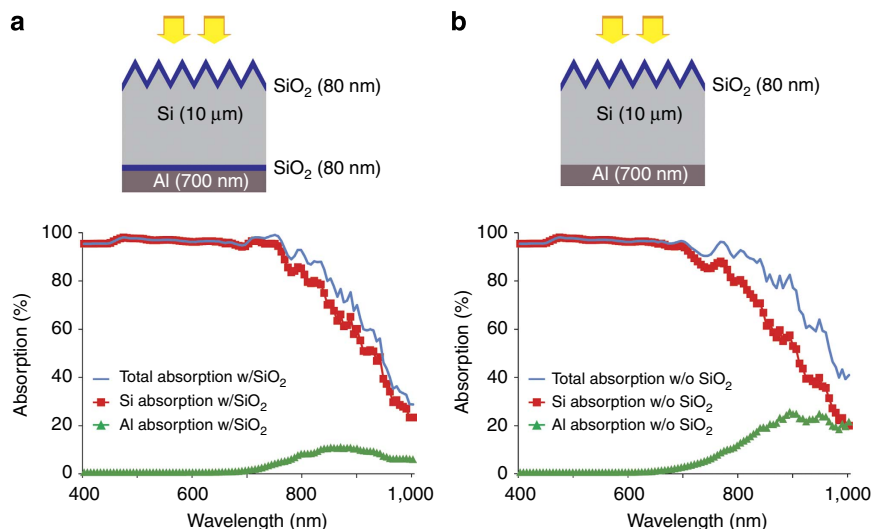 a
SiO₂ (80 nm)
Si (10 μm)
SiO₂ (80 nm)
Al (700 nm)
100
80
60
40
20
0
Absorption (%)
Total absorption w/SiO₂
Si absorption w/SiO₂
Al absorption w/SiO₂
400
600
800
1,000
Wavelength (nm)
b
SiO₂ (80 nm)
Si (10 μm)
Al (700 nm)
100
80
60
40
20
0
Absorption (%)
Total absorption w/o SiO₂
Si absorption w/o SiO₂
Al absorption w/o SiO₂
400
600
800
1,000
Wavelength (nm)